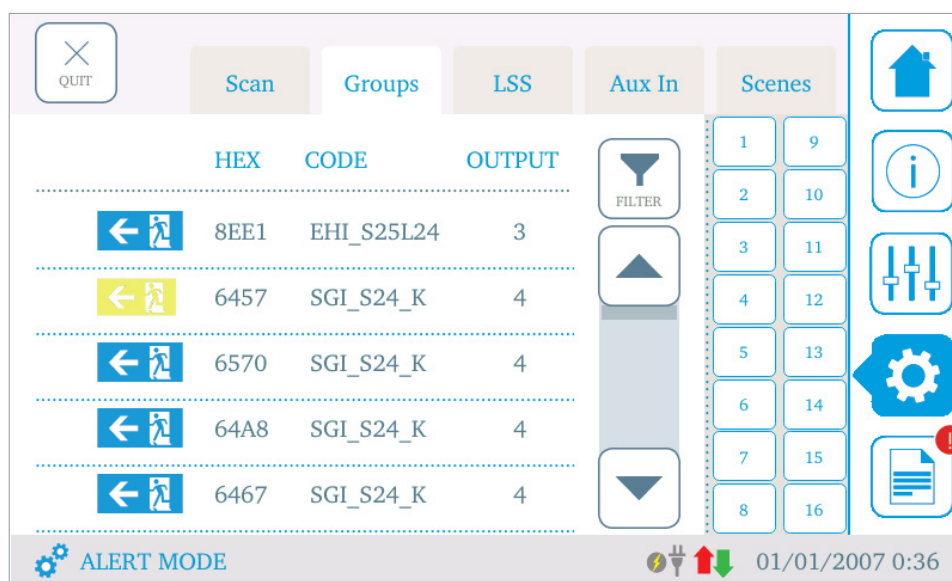 QUIT
Scan Groups LSS Aux In Scenes
HEX CODE OUTPUT
FILTER
8EE1 EHI_S25L24 3
6457 SGI_S24_K 4
6570 SGI_S24_K 4
64A8 SGI_S24_K 4
6467 SGI_S24_K 4
1 9
2 10
3 11
4 12
5 13
6 14
7 15
8 16
i
!
ALERT MODE
01/01/2007 0:36